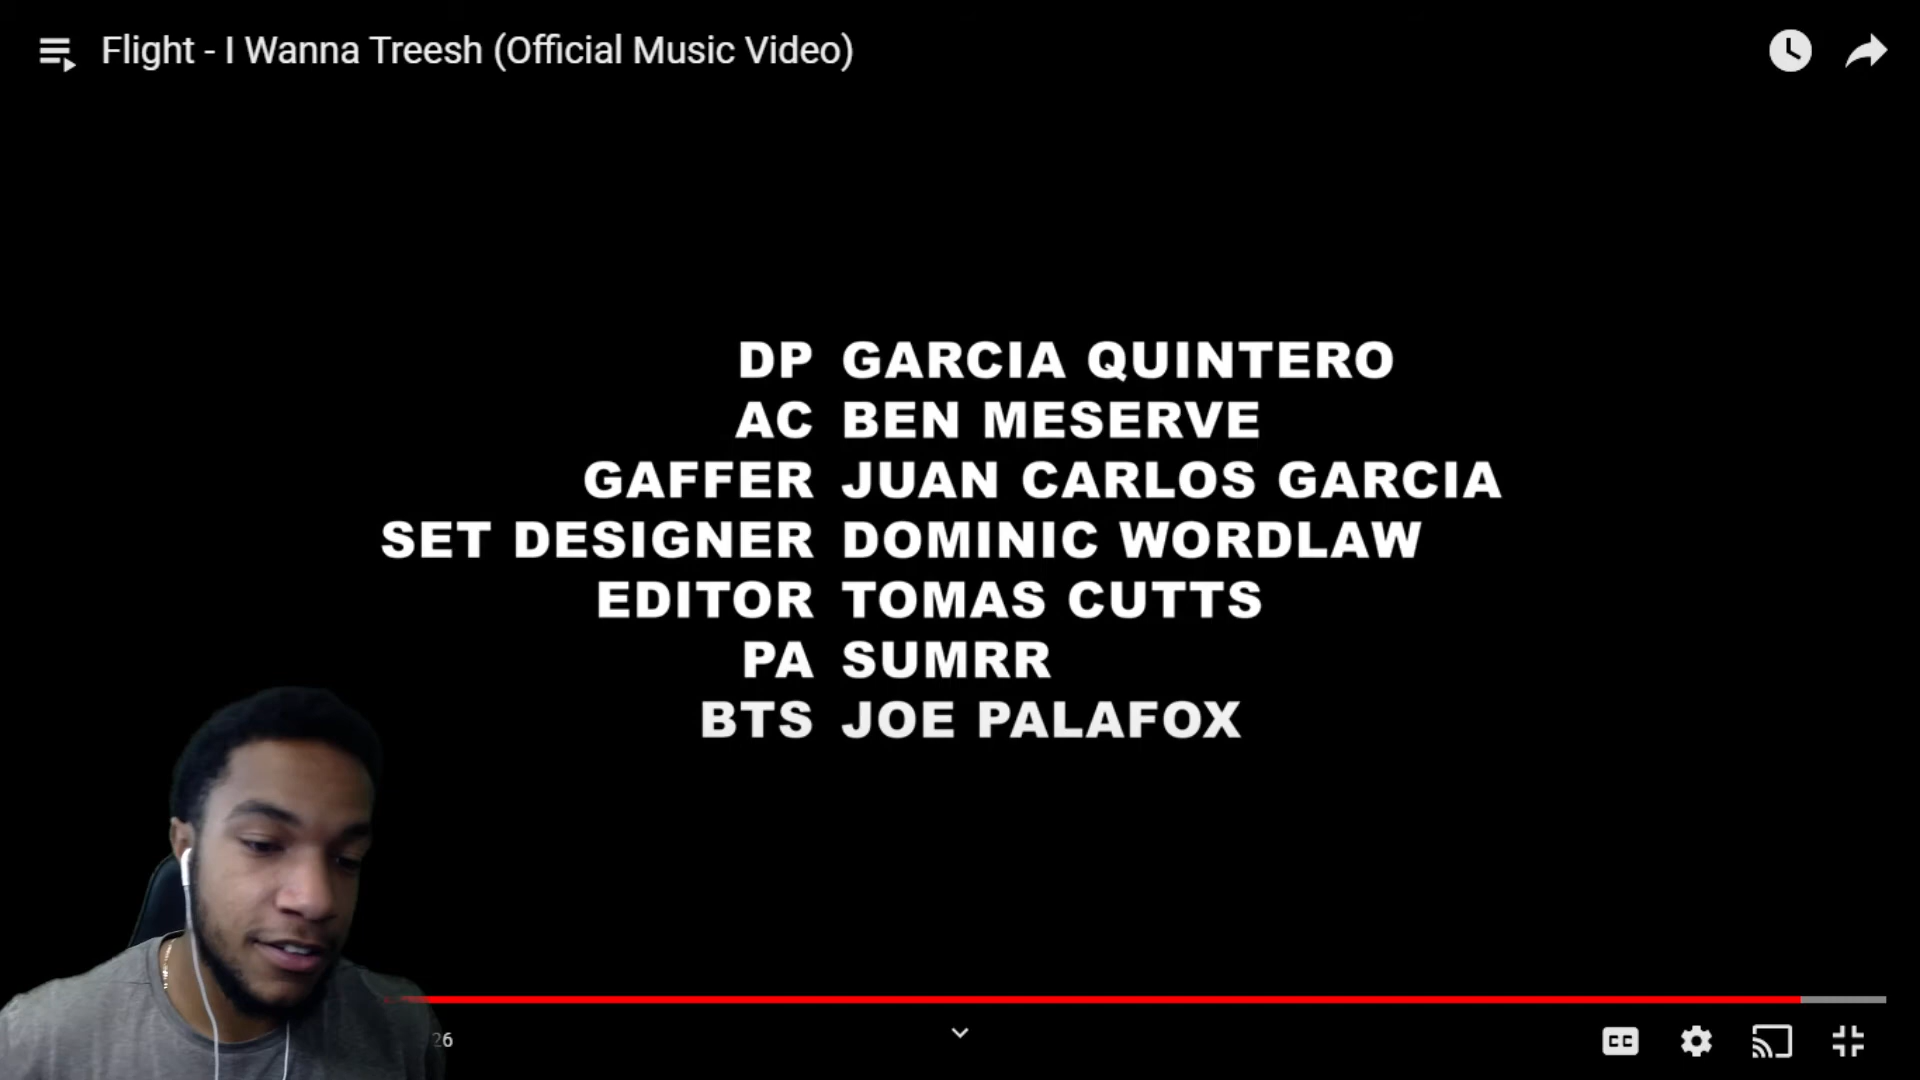 Flight - I Wanna Treesh (Official Music Video)
DP GARCIA QUINTERO
AC BEN MESERVE
GAFFER JUAN CARLOS GARCIA
SET DESIGNER DOMINIC WORDLAW
EDITOR TOMAS CUTTS
PA SUMRR
BTS JOE PALAFOX
26
CC